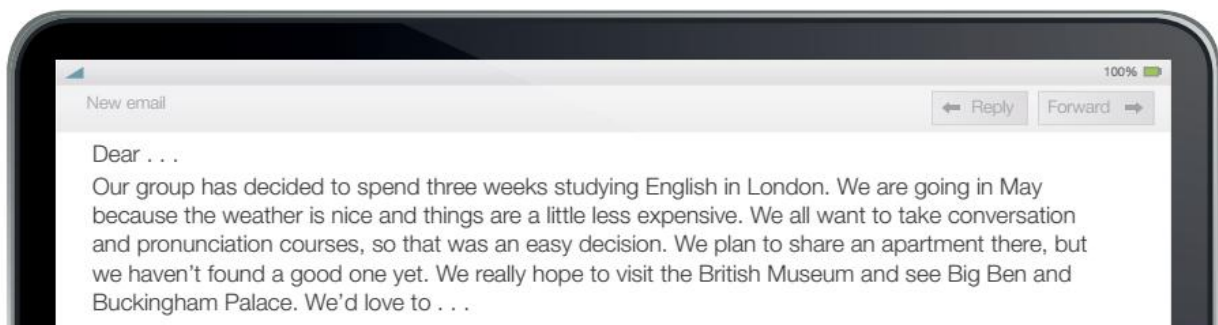 100%
New email
Reply
Forward
Dear . . .
Our group has decided to spend three weeks studying English in London. We are going in May
because the weather is nice and things are a little less expensive. We all want to take conversation
and pronunciation courses, so that was an easy decision. We plan to share an apartment there, but
we haven’t found a good one yet. We really hope to visit the British Museum and see Big Ben and
Buckingham Palace. We’d love to . . .